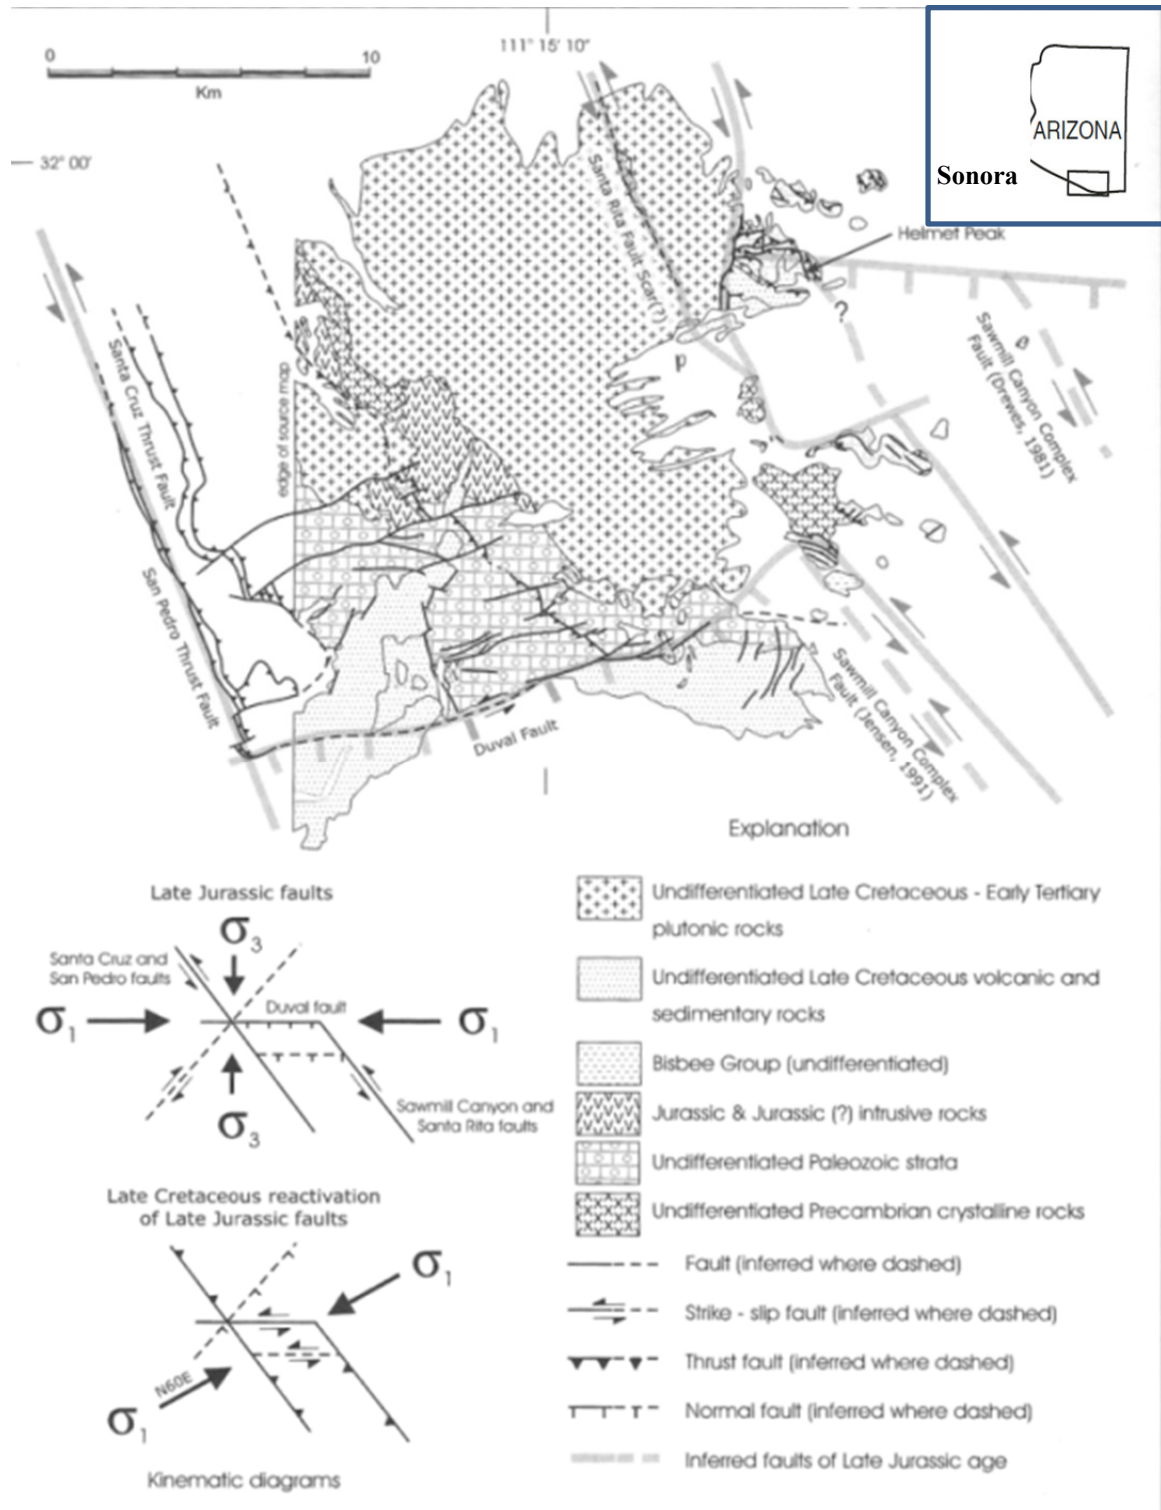 0
10
Km
111° 15' 10"
32° 00'
ARIZONA
Sonora
Helmet Peak
Santa Rita Fault Scar(?)
?
p
Sawmill Canyon Complex
Fault (Drewes, 1981)
Santa Cruz Thrust Fault
edge of source map
San Pedro Thrust Fault
Duval Fault
Sawmill Canyon Complex
Fault (Jensen, 1991)
Explanation
Undifferentiated Late Cretaceous - Early Tertiary
plutonic rocks
Undifferentiated Late Cretaceous volcanic and
sedimentary rocks
Bisbee Group (undifferentiated)
Jurassic & Jurassic (?) intrusive rocks
Undifferentiated Paleozoic strata
Undifferentiated Precambrian crystalline rocks
Fault (inferred where dashed)
Strike - slip fault (inferred where dashed)
Thrust fault (inferred where dashed)
Normal fault (inferred where dashed)
Inferred faults of Late Jurassic age
Late Jurassic faults
σ3
Santa Cruz and
San Pedro faults
Duval fault
σ1
σ1
σ3
Sawmill Canyon and
Santa Rita faults
Late Cretaceous reactivation
of Late Jurassic faults
σ1
N60E
σ1
Kinematic diagrams